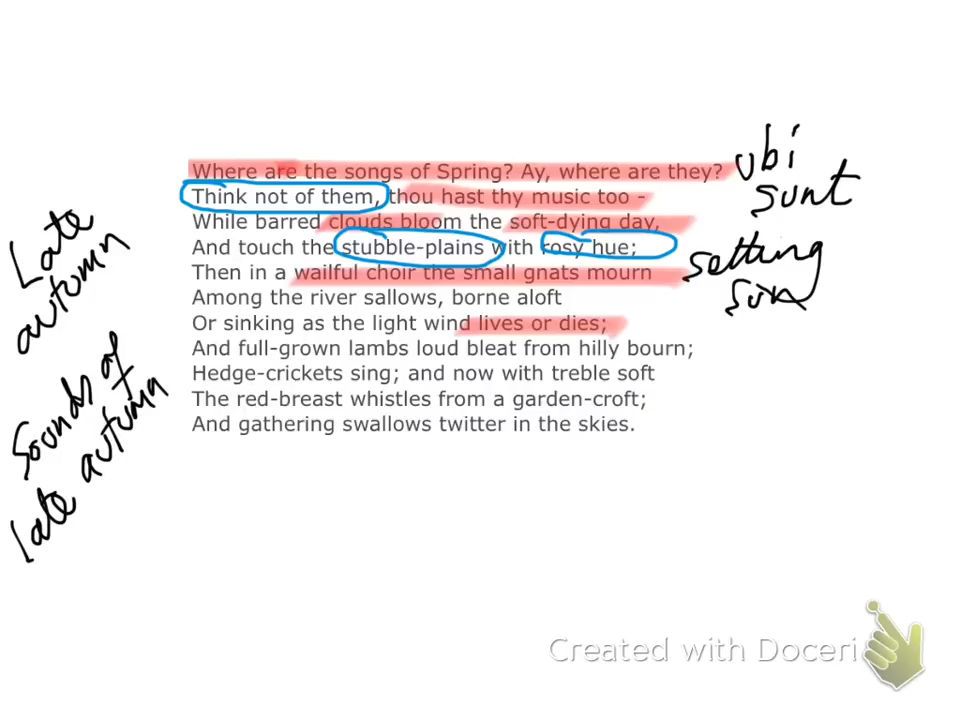 Where are the songs of Spring? Ay, where are they?
Think not of them, thou hast thy music too -
While barred clouds bloom the soft-dying day,
And touch the stubble-plains with rosy hue;
Then in a wailful choir the small gnats mourn
Among the river sallows, borne aloft
Or sinking as the light wind lives or dies;
And full-grown lambs loud bleat from hilly bourn;
Hedge-crickets sing; and now with treble soft
The red-breast whistles from a garden-croft;
And gathering swallows twitter in the skies.
ubi
sunt
setting
sun
Late
autumn
Sounds of
late autumn
Created with Doceri